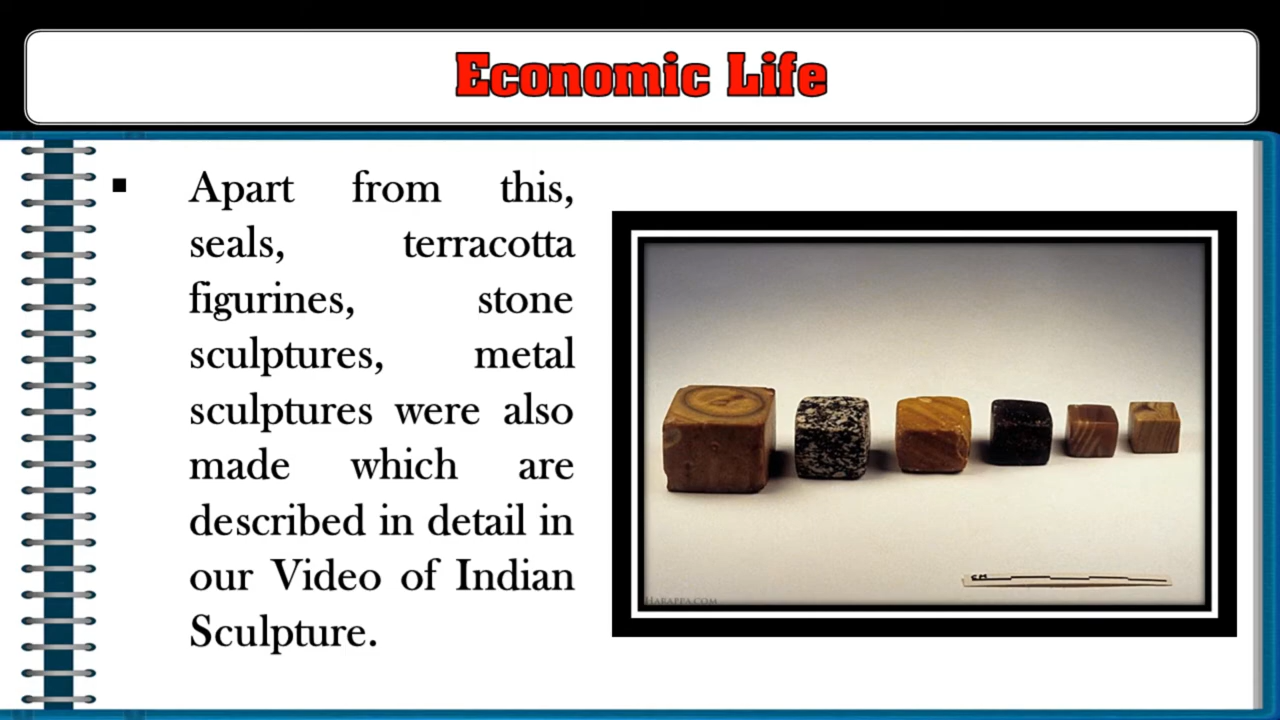 Economic Life
▪ Apart from this,
seals, terracotta
figurines, stone
sculptures, metal
sculptures were also
made which are
described in detail in
our Video of Indian
Sculpture.
CM
HARAPPA.COM